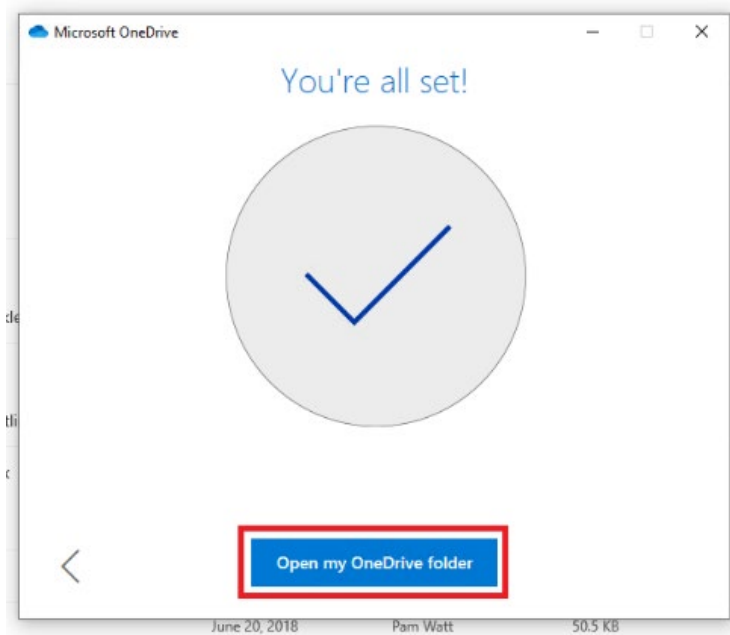 Microsoft OneDrive
You're all set!
Open my OneDrive folder
June 20, 2018 Pam Watt 50.5 KB